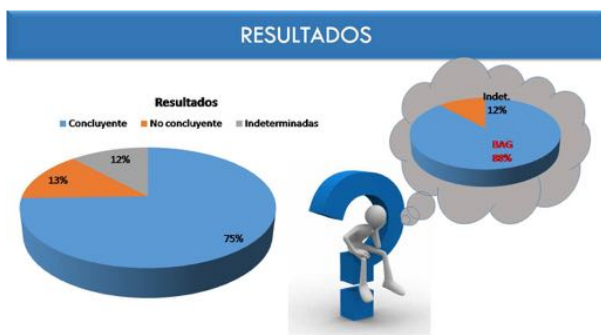 RESULTADOS
Resultados
Concluyente No concluyente Indeterminadas
12%
13%
75%
Indet.
12%
BAG
88%